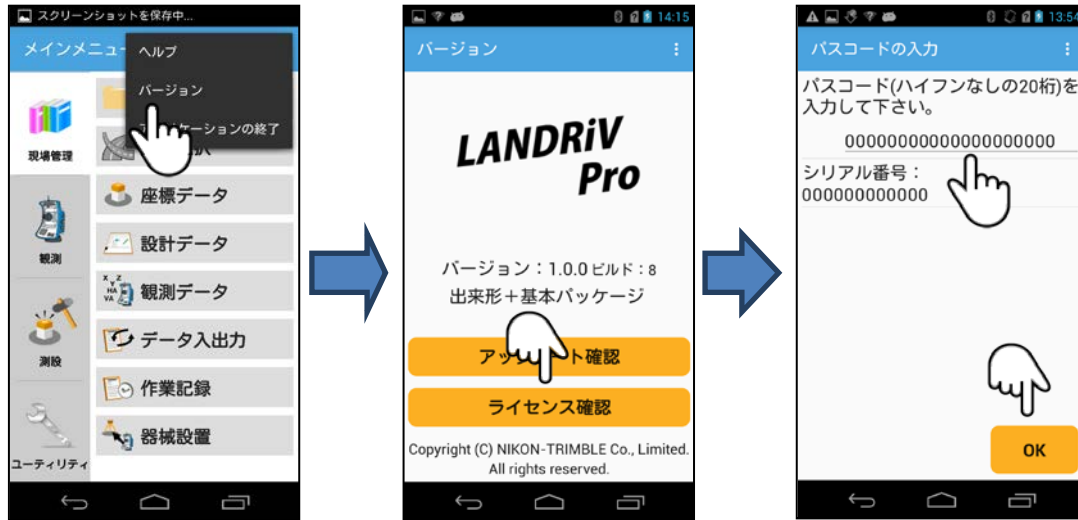 スクリーンショットを保存中...
メインメニュー
ヘルプ
バージョン
ケーションの終了
現場管理
観測
測設
ユーティリティ
座標データ
設計データ
観測データ
データ入出力
作業記録
器械設置
X Y Z
HA
VA
14:15
バージョン
LANDRiV
Pro
バージョン：1.0.0 ビルド：8
出来形＋基本パッケージ
ト確認
ライセンス確認
Copyright (C) NIKON-TRIMBLE Co., Limited.
All rights reserved.
13:54
パスコードの入力
パスコード(ハイフンなしの20桁)を
入力して下さい。
00000000000000000000
シリアル番号：
000000000000
OK